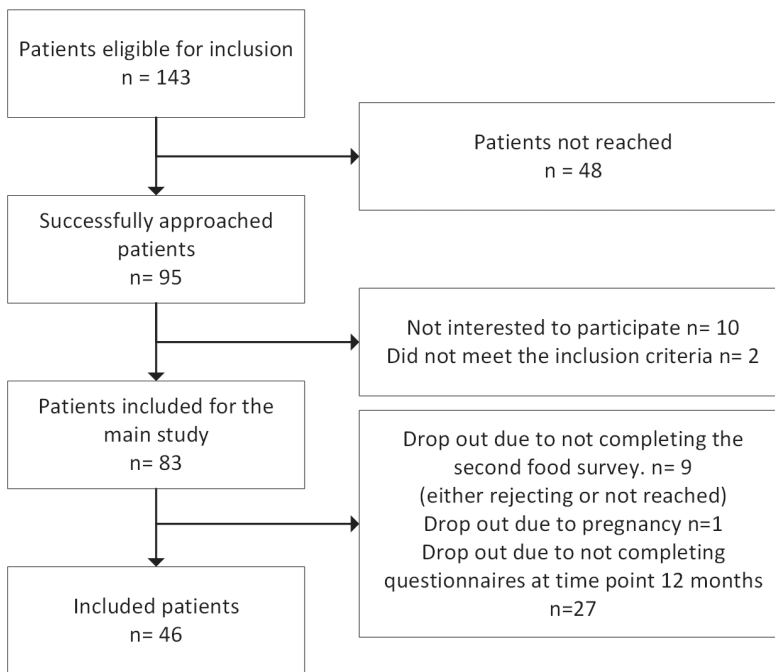 Patients eligible for inclusion
n = 143
Patients not reached
n = 48
Successfully approached
patients
n= 95
Not interested to participate n= 10
Did not meet the inclusion criteria n= 2
Patients included for the
main study
n= 83
Drop out due to not completing the
second food survey. n= 9
(either rejecting or not reached)
Drop out due to pregnancy n=1
Drop out due to not completing
questionnaires at time point 12 months
n=27
Included patients
n= 46